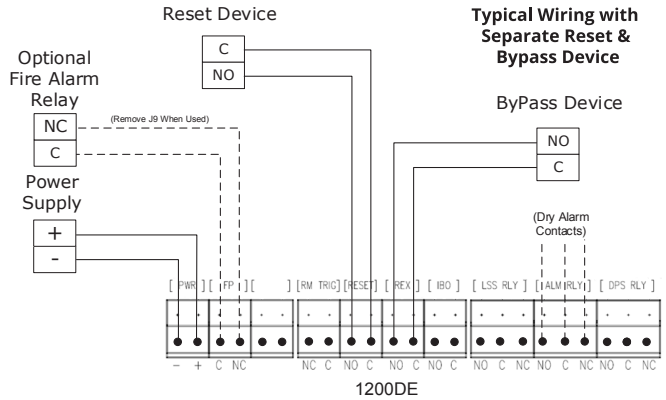 Reset Device
Typical Wiring with
Separate Reset &
Bypass Device
C
NO
Optional
Fire Alarm
Relay
NC
C
(Remove J9 When Used)
ByPass Device
NO
C
Power
Supply
+
-
(Dry Alarm
Contacts)
[ PWR ] [ FP ] [ ] [RM TRIG] [RESET] [ REX ] [ IBO ] [ LSS RLY ] [ ALM RLY ] [ DPS RLY ]
- + C NC NC C NO C NO C NO C NC NO C NC NO C NC
1200DE